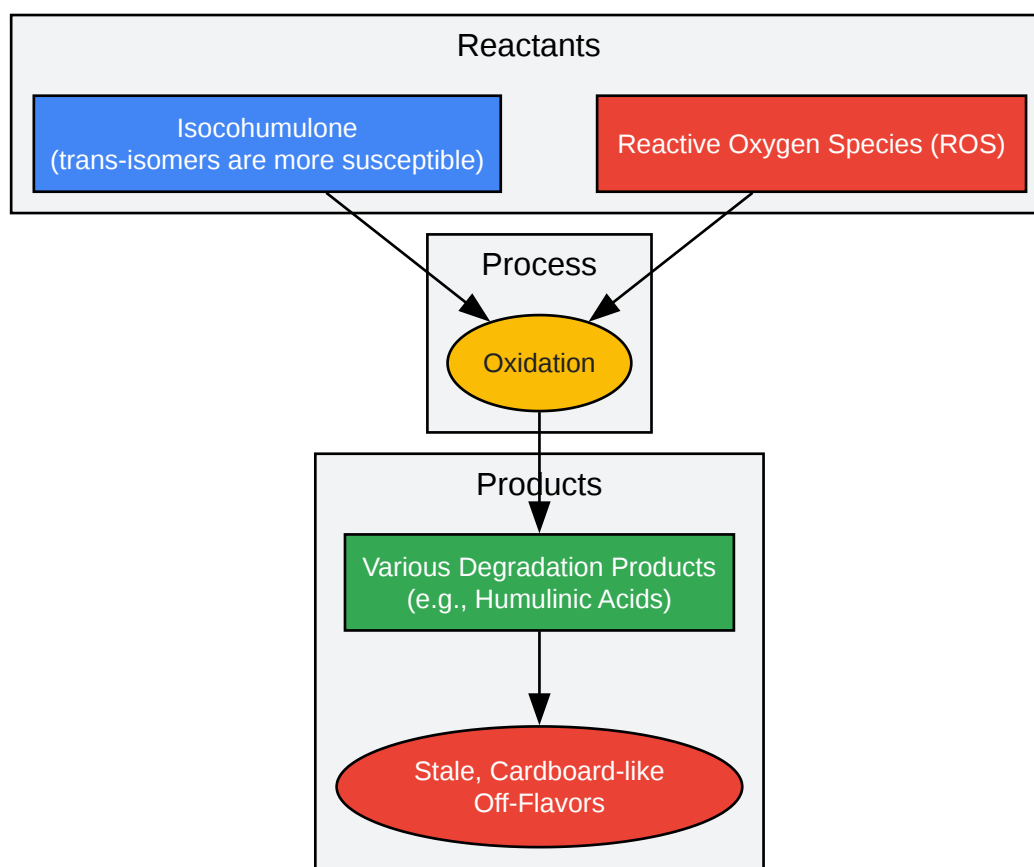 Reactants
Isocohumulone
(trans-isomers are more susceptible)
Reactive Oxygen Species (ROS)
Process
Oxidation
Products
Various Degradation Products
(e.g., Humulinic Acids)
Stale, Cardboard-like
Off-Flavors